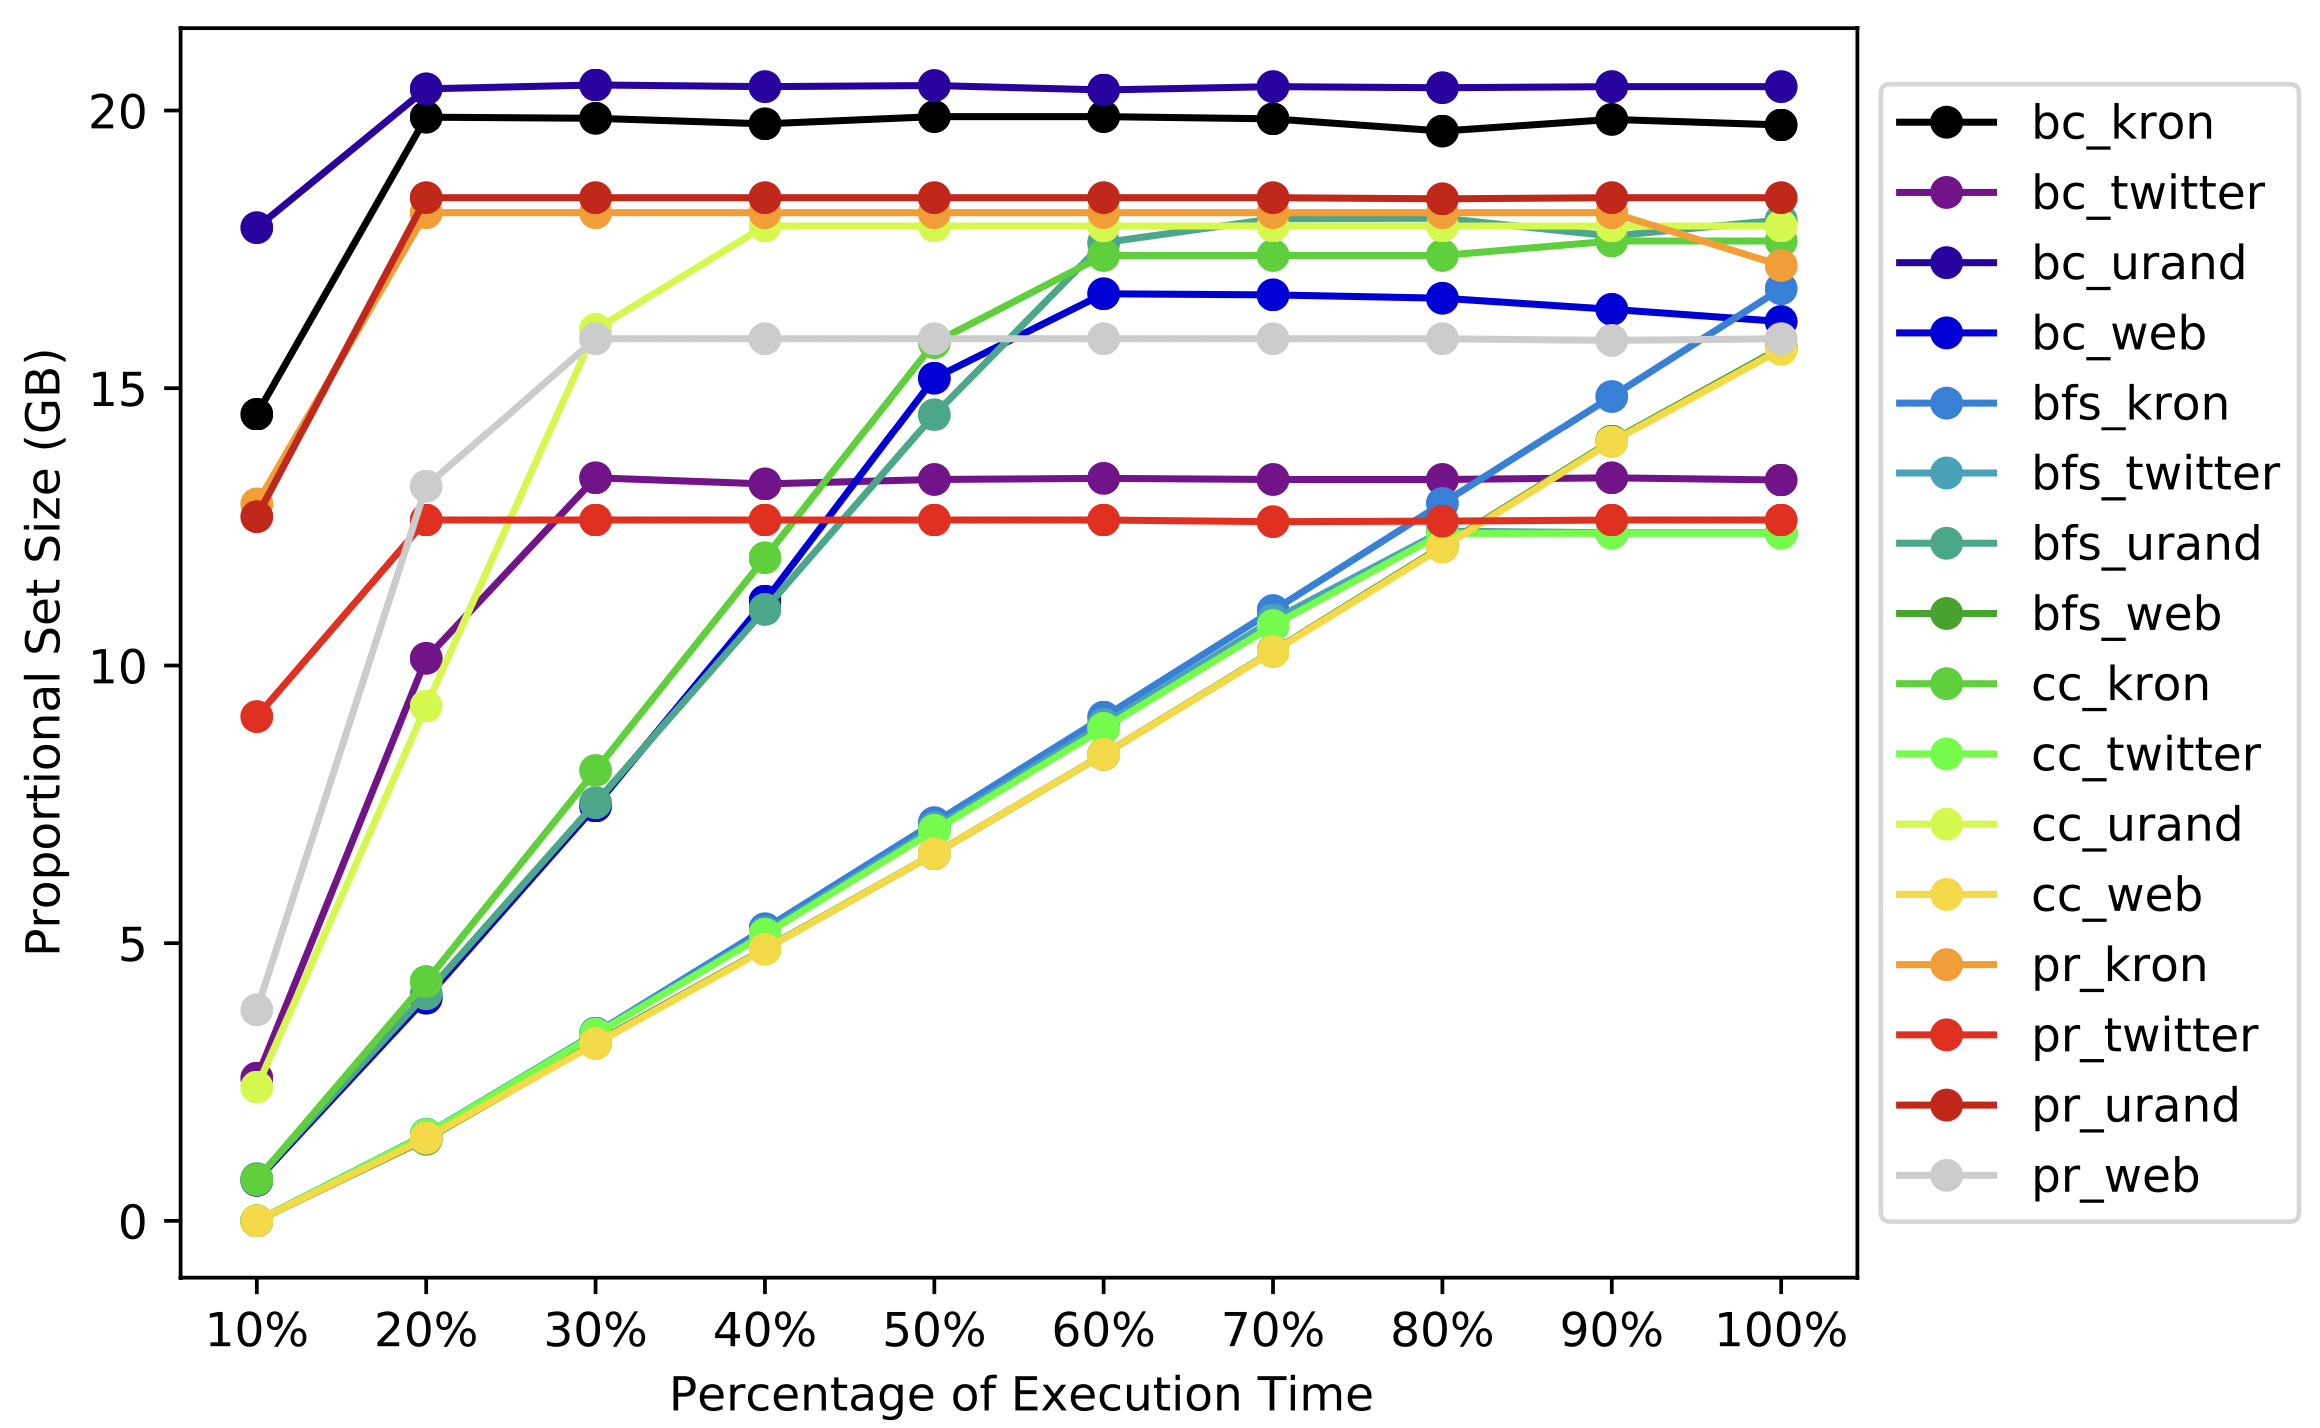 Proportional Set Size (GB)
20
15
10
5
0
10% 20% 30% 40% 50% 60% 70% 80% 90% 100%
Percentage of Execution Time
bc_kron
bc_twitter
bc_urand
bc_web
bfs_kron
bfs_twitter
bfs_urand
bfs_web
cc_kron
cc_twitter
cc_urand
cc_web
pr_kron
pr_twitter
pr_urand
pr_web